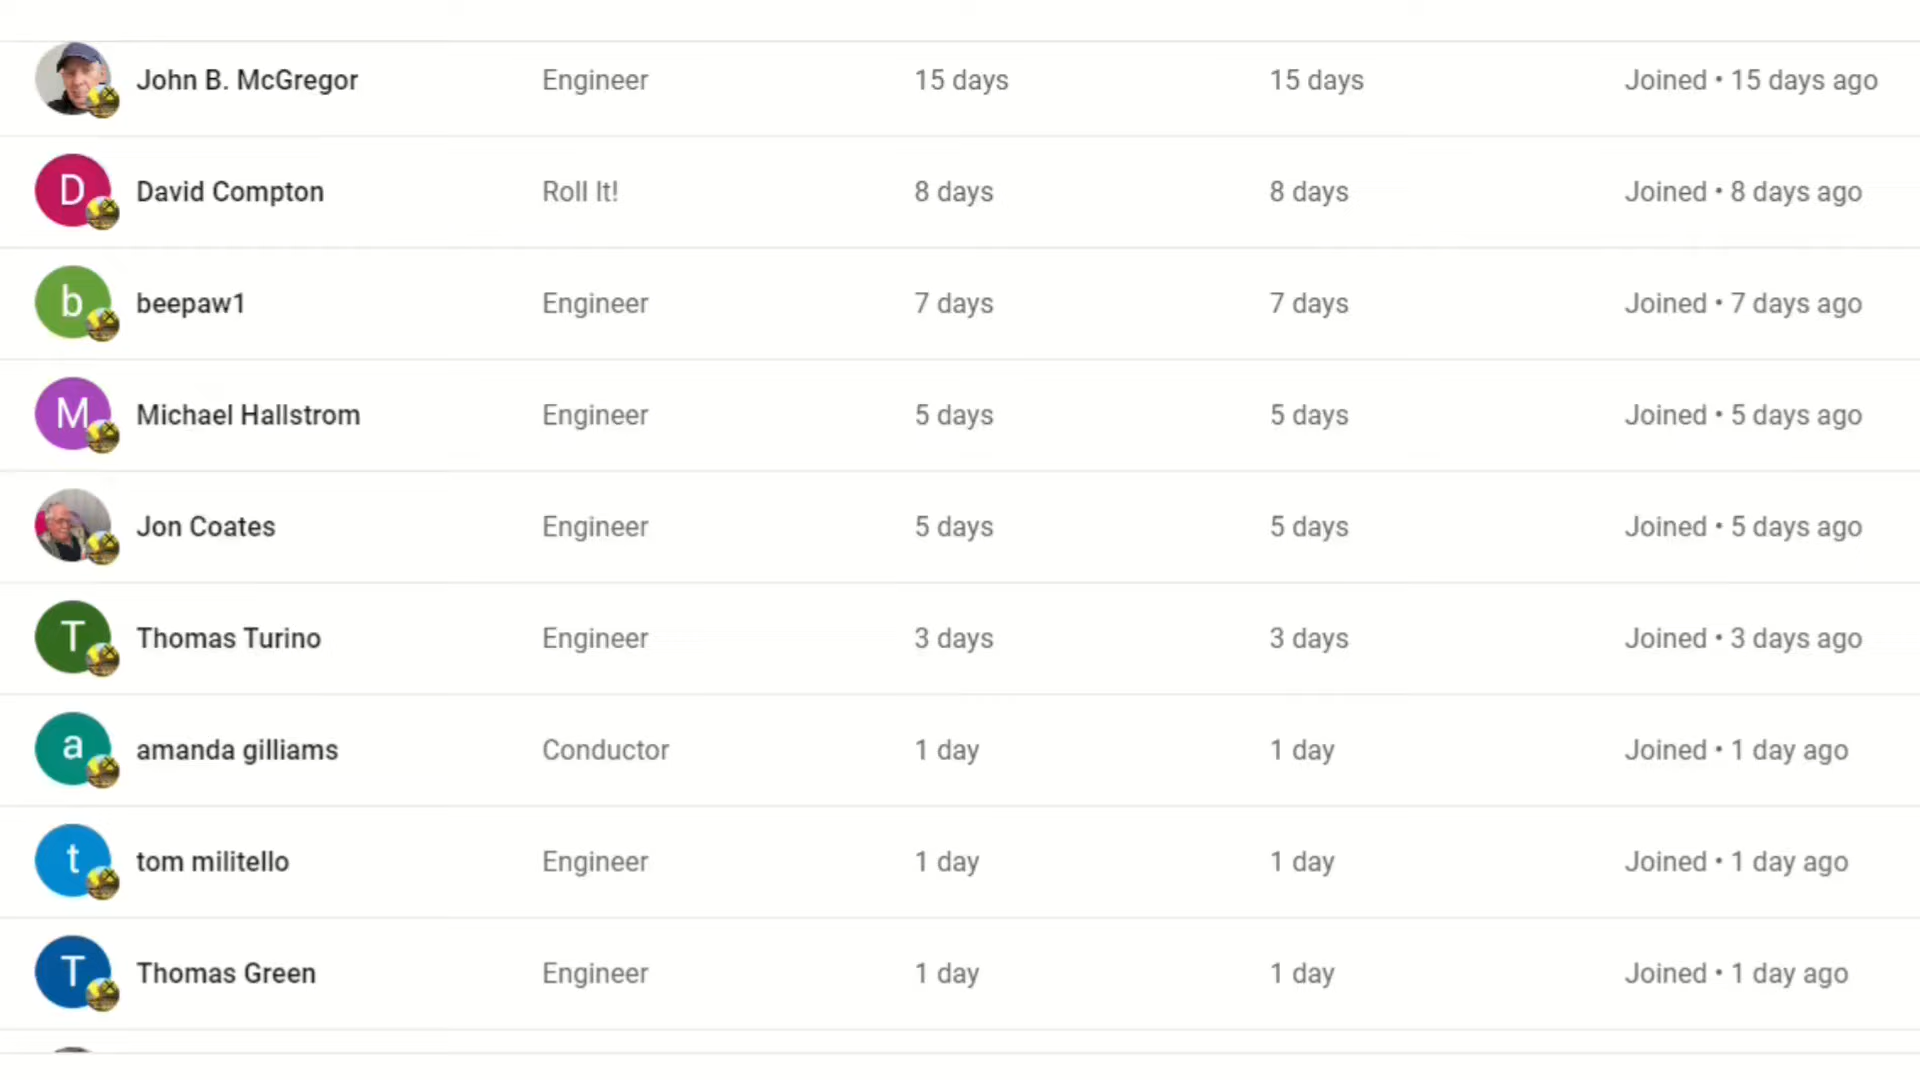 John B. McGregor Engineer 15 days 15 days Joined • 15 days ago
D David Compton Roll It! 8 days 8 days Joined • 8 days ago
b beepaw1 Engineer 7 days 7 days Joined • 7 days ago
M Michael Hallstrom Engineer 5 days 5 days Joined • 5 days ago
Jon Coates Engineer 5 days 5 days Joined • 5 days ago
T Thomas Turino Engineer 3 days 3 days Joined • 3 days ago
a amanda gilliams Conductor 1 day 1 day Joined • 1 day ago
t tom militello Engineer 1 day 1 day Joined • 1 day ago
T Thomas Green Engineer 1 day 1 day Joined • 1 day ago